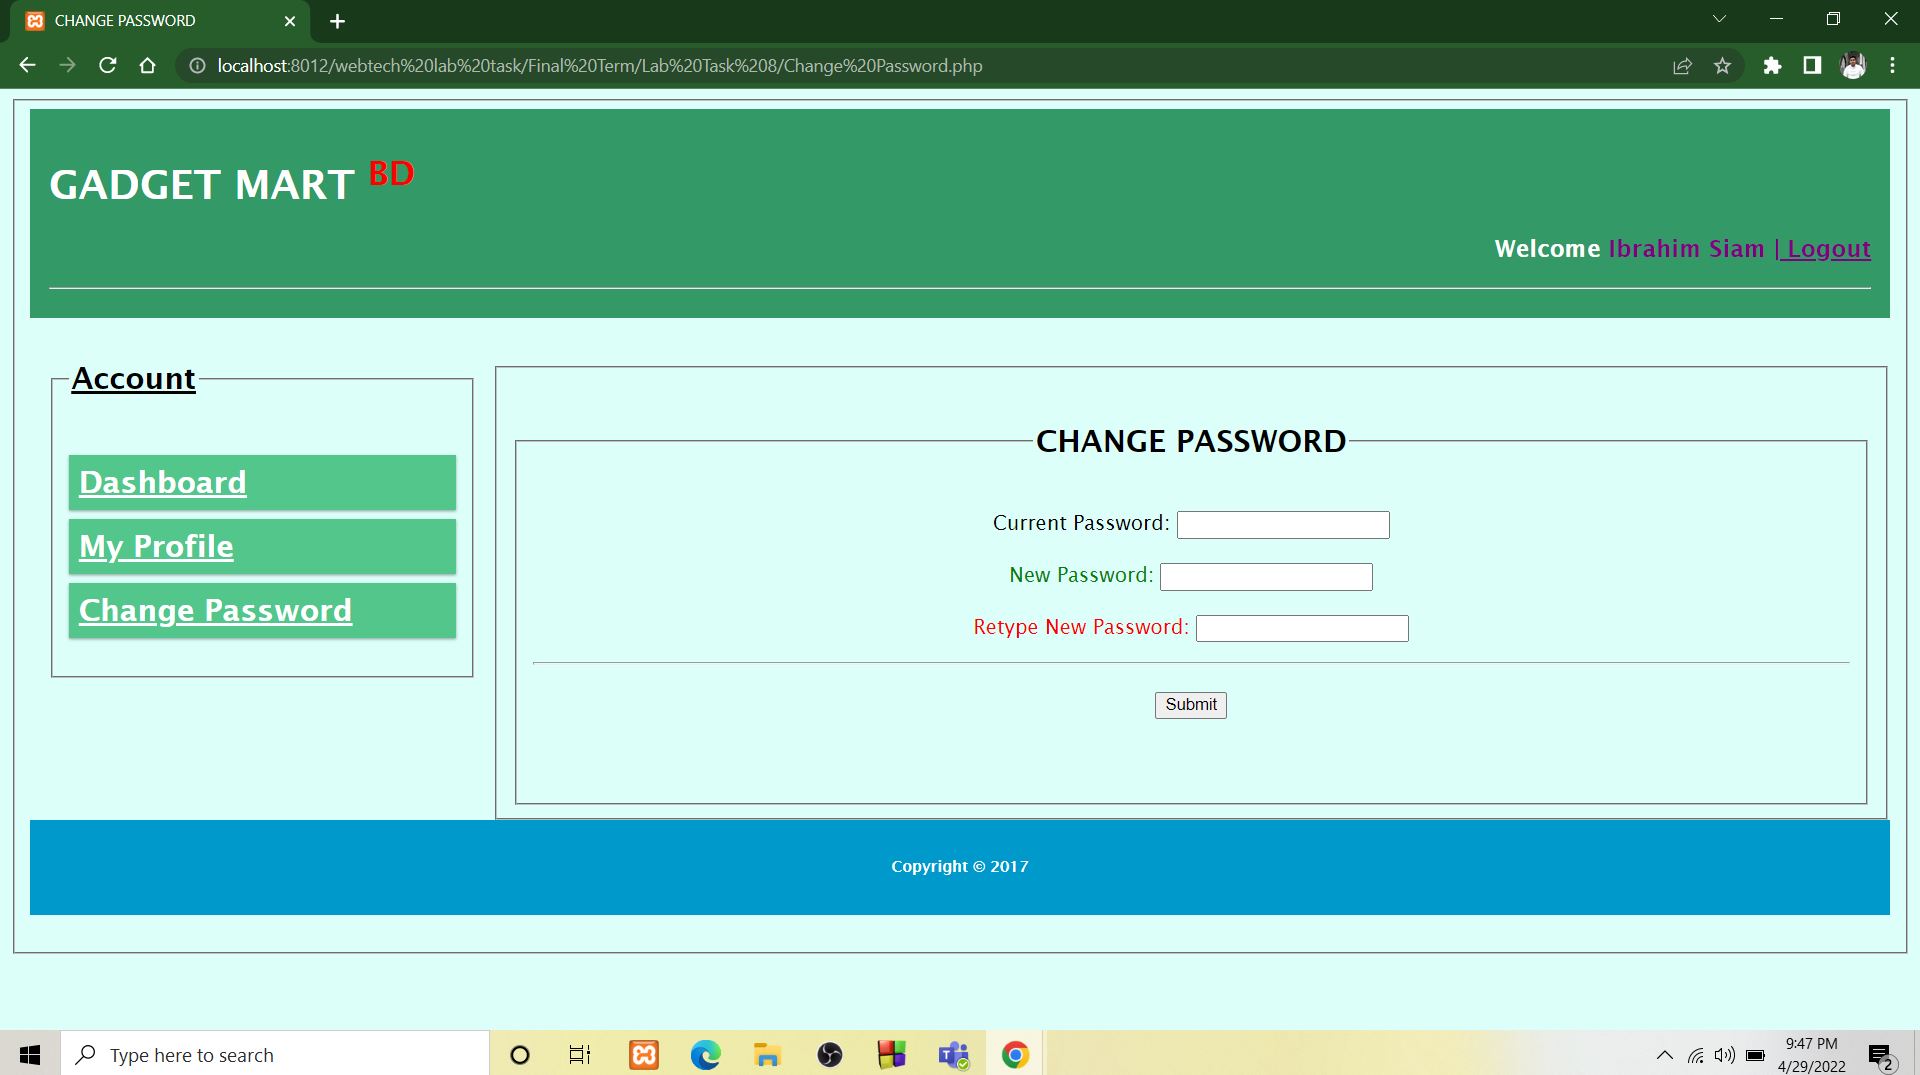 CHANGE PASSWORD
localhost:8012/webtech%20lab%20task/Final%20Term/Lab%20Task%208/Change%20Password.php
GADGET MART BD
Welcome Ibrahim Siam | Logout
Account
Dashboard
My Profile
Change Password
CHANGE PASSWORD
Current Password:
New Password:
Retype New Password:
Submit
Copyright © 2017
Type here to search
9:47 PM
4/29/2022
2